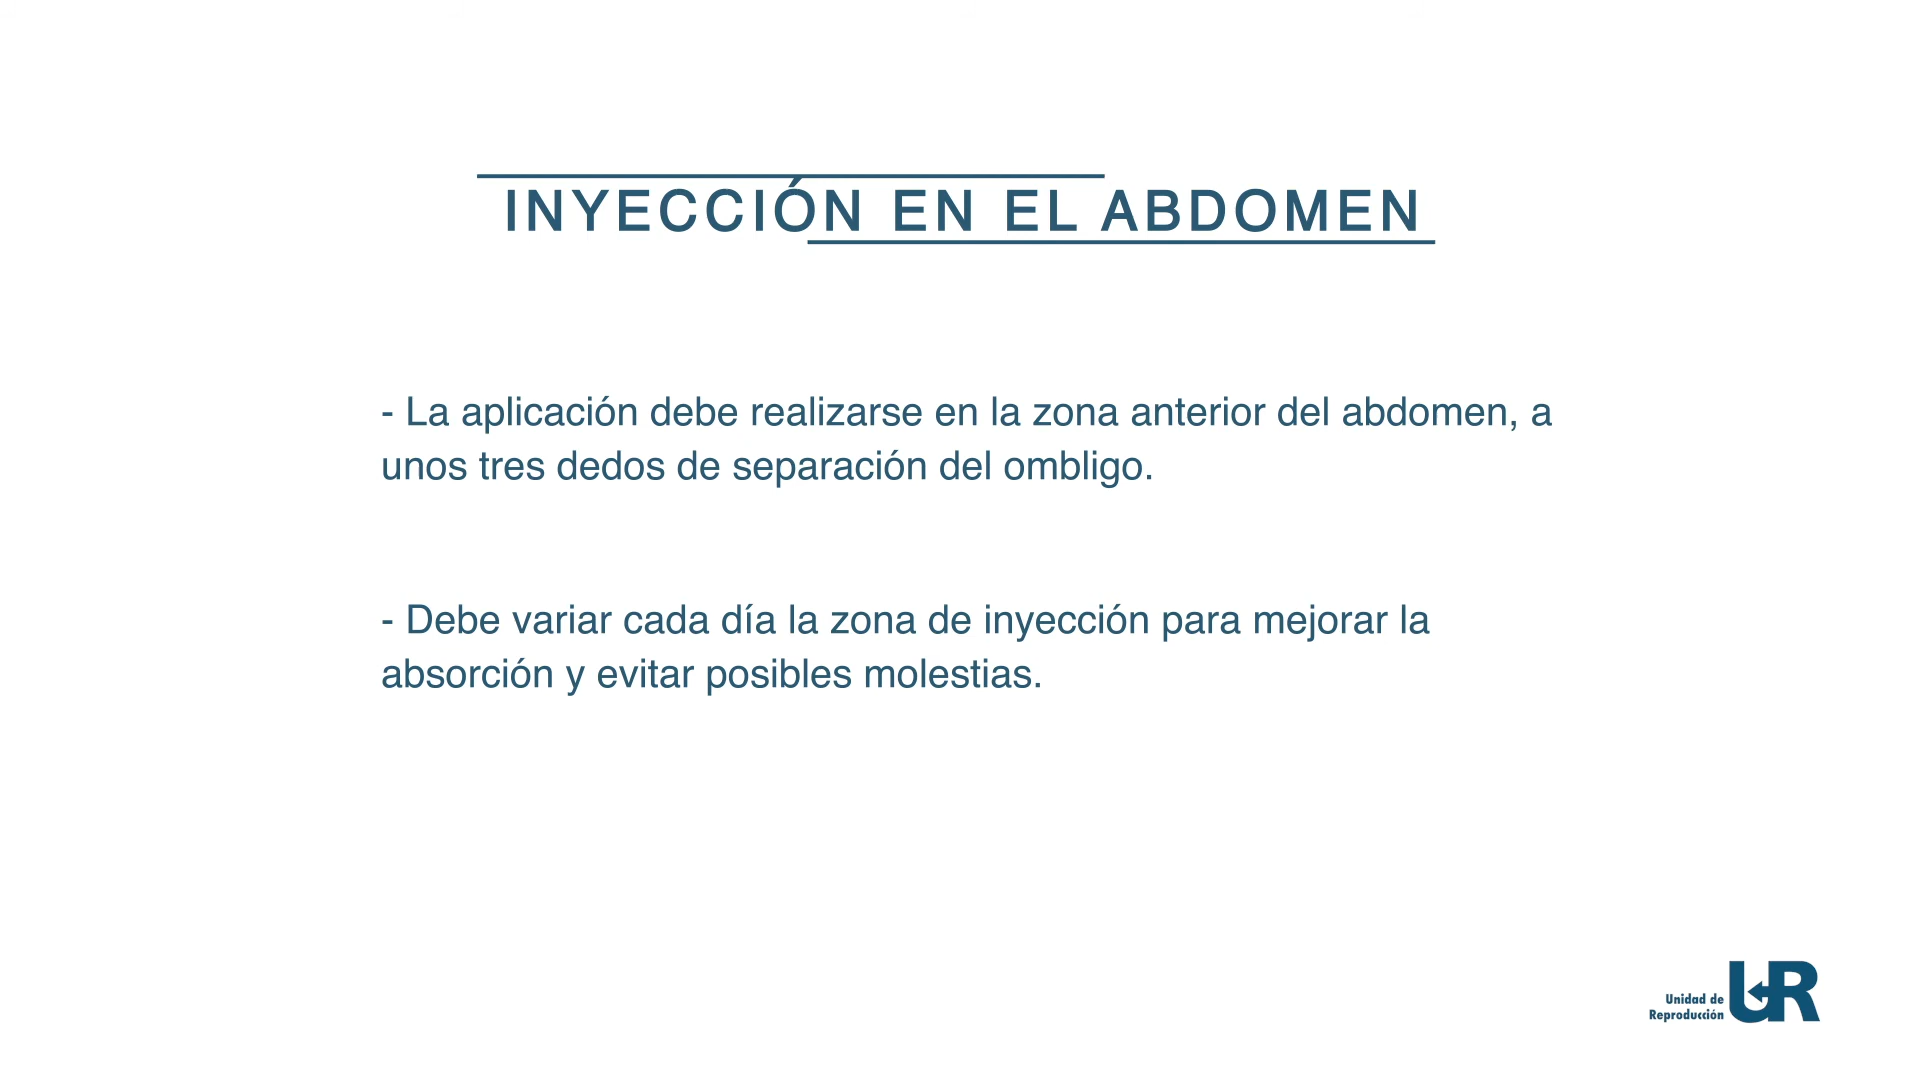 INYECCIÓN EN EL ABDOMEN
- La aplicación debe realizarse en la zona anterior del abdomen, a
unos tres dedos de separación del ombligo.
- Debe variar cada día la zona de inyección para mejorar la
absorción y evitar posibles molestias.
Unidad de
Reproducción
UR